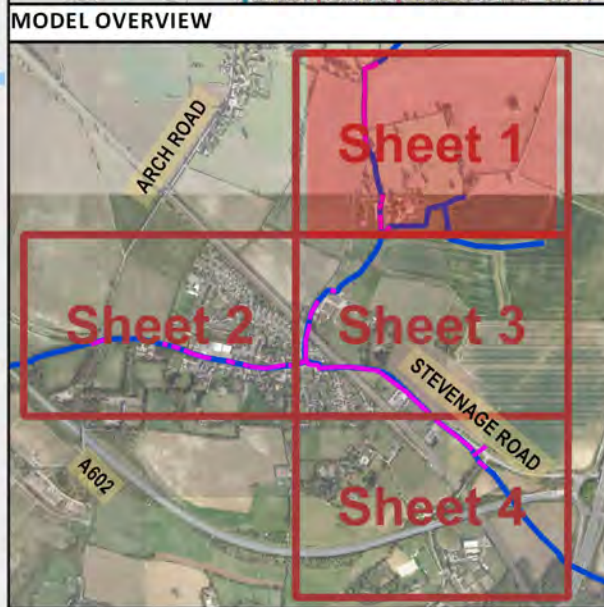 MODEL OVERVIEW
ARCH ROAD
Sheet 1
Sheet 2
Sheet 3
STEVENAGE ROAD
A602
Sheet 4